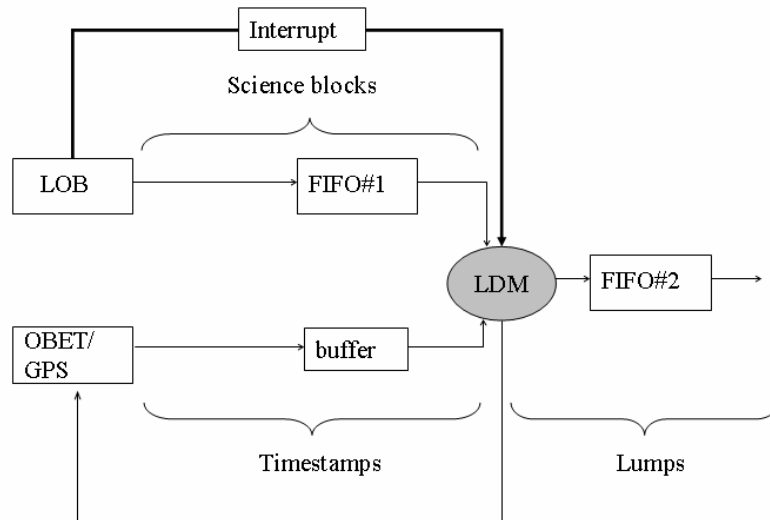 Interrupt
Science blocks
LOB
FIFO#1
LDM
FIFO#2
OBET/
GPS
buffer
Timestamps
Lumps